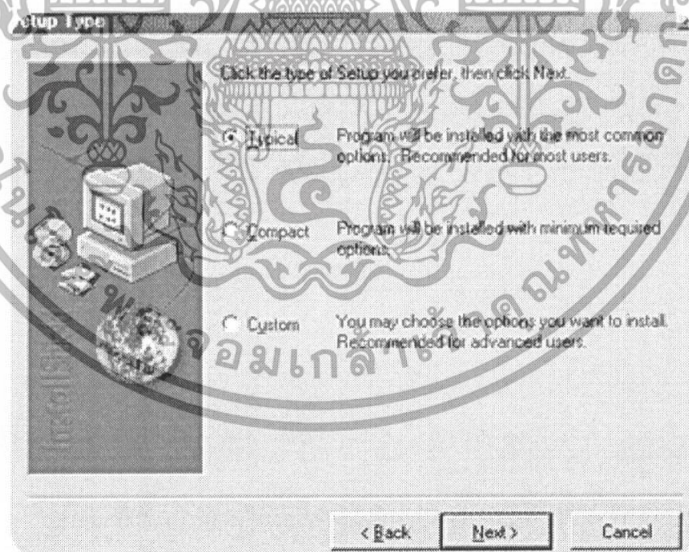 Setup Type
Click the type of Setup you prefer, then click Next.
Typical
Program will be installed with the most common
options. Recommended for most users.
Compact
Program will be installed with minimum required
options.
Custom
You may choose the options you want to install.
Recommended for advanced users.
InstallShield
< Back
Next >
Cancel